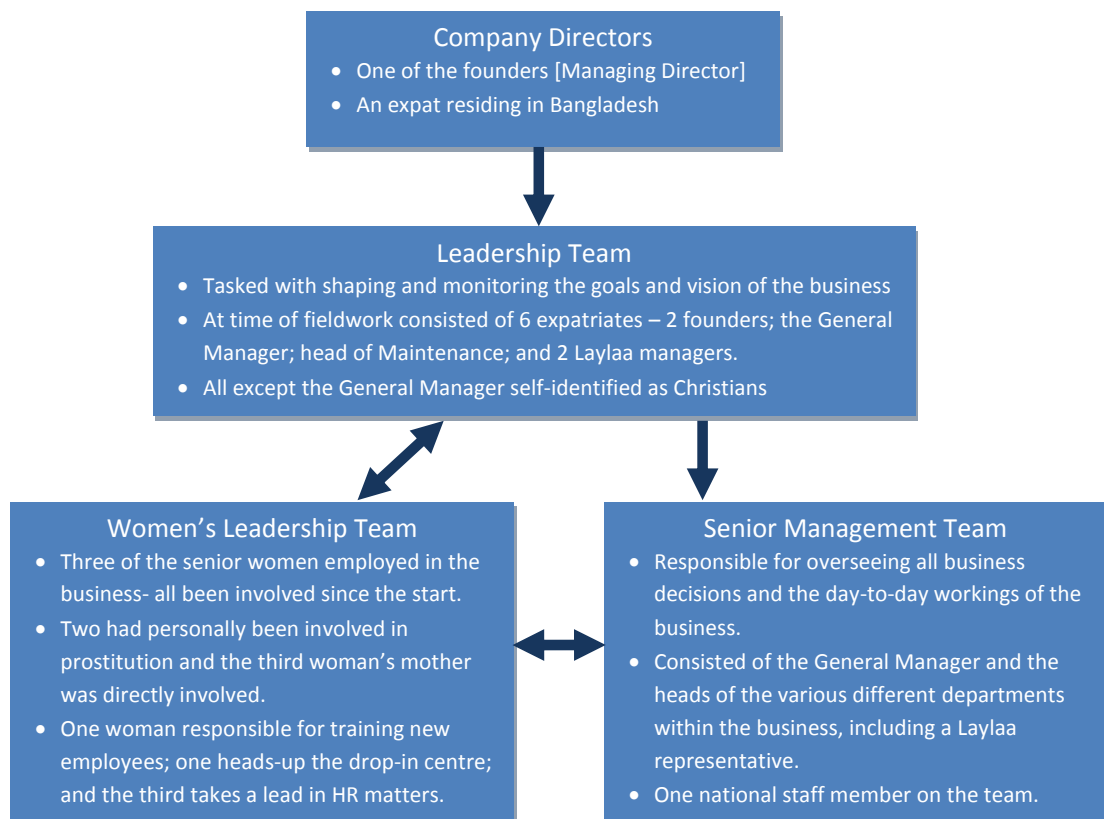 Company Directors
• One of the founders [Managing Director]
• An expat residing in Bangladesh
Leadership Team
• Tasked with shaping and monitoring the goals and vision of the business
• At time of fieldwork consisted of 6 expatriates – 2 founders; the General
Manager; head of Maintenance; and 2 Laylaa managers.
• All except the General Manager self-identified as Christians
Women's Leadership Team
• Three of the senior women employed in the
business- all been involved since the start.
• Two had personally been involved in
prostitution and the third woman's mother
was directly involved.
• One woman responsible for training new
employees; one heads-up the drop-in centre;
and the third takes a lead in HR matters.
Senior Management Team
• Responsible for overseeing all business
decisions and the day-to-day workings of the
business.
• Consisted of the General Manager and the
heads of the various different departments
within the business, including a Laylaa
representative.
• One national staff member on the team.